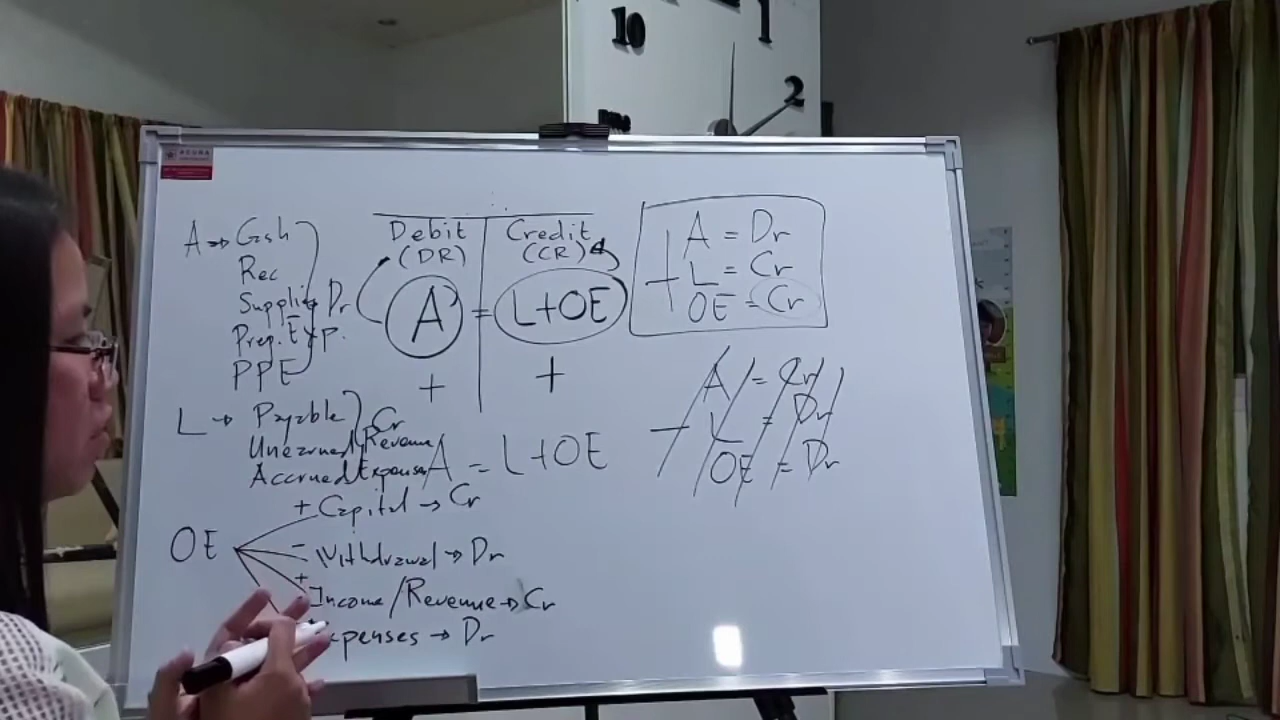 10
1
2
A → Cash
Rec
Supplies Dr
Prep. Exp.
PPE
L → Payable Cr
Unearned Revenue
Accrued Expenses
OE
+ Capital → Cr
- Withdrawal → Dr
+ Income/Revenue → Cr
xpenses → Dr
Debit
(DR)
Credit
(CR)
A = L+OE
+ +
A = L+OE
+
A = Dr
L = Cr
OE = Cr
-
A = Cr
L = Dr
OE = Dr